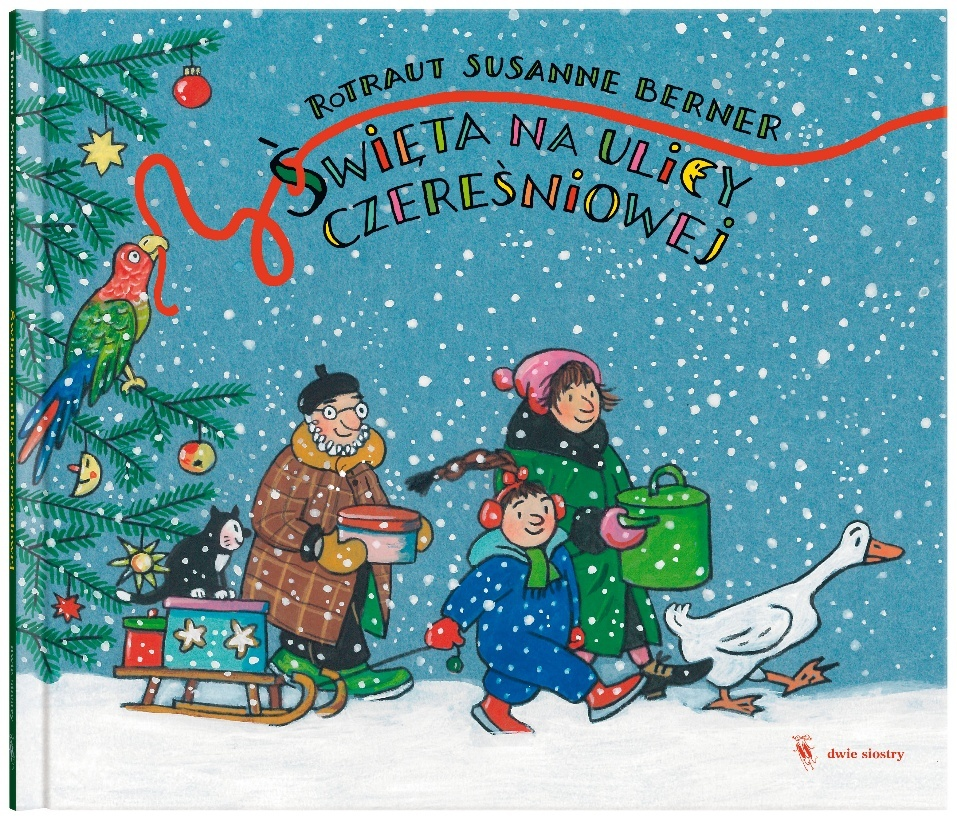 ROTRAUT SUSANNE BERNER
ŚWIĘTA NA ULICY
CZEREŚNIOWEJ
dwie siostry